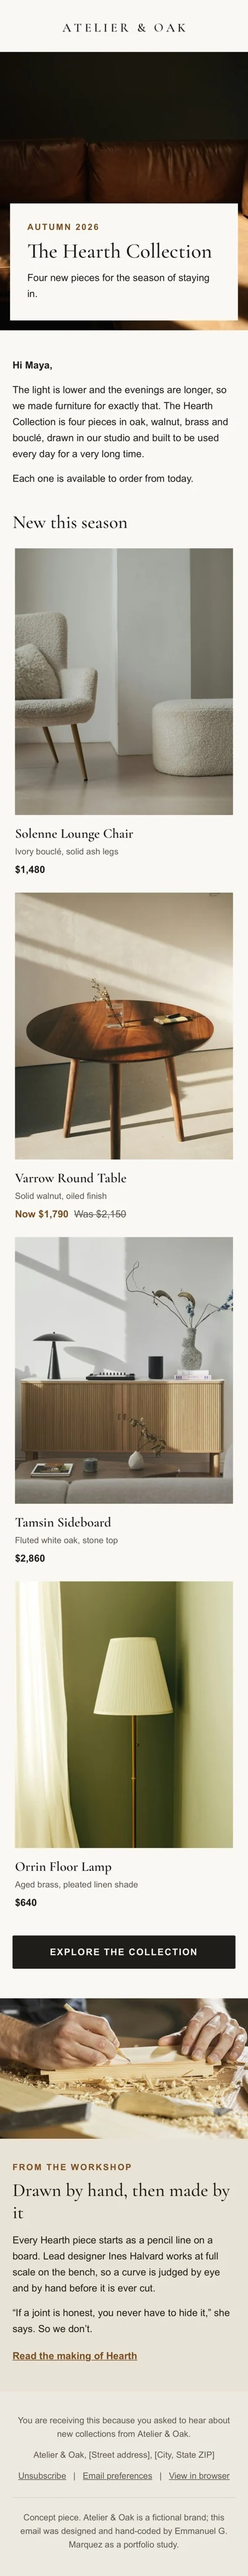 ATELIER & OAK
AUTUMN 2026
The Hearth Collection
Four new pieces for the season of staying
in.
Hi Maya,
The light is lower and the evenings are longer, so
we made furniture for exactly that. The Hearth
Collection is four pieces in oak, walnut, brass and
bouclé, drawn in our studio and built to be used
every day for a very long time.
Each one is available to order from today.
New this season
Solenne Lounge Chair
Ivory bouclé, solid ash legs
$1,480
Varrow Round Table
Solid walnut, oiled finish
Now $1,790 Was $2,150
Tamsin Sideboard
Fluted white oak, stone top
$2,860
Orrin Floor Lamp
Aged brass, pleated linen shade
$640
EXPLORE THE COLLECTION
FROM THE WORKSHOP
Drawn by hand, then made by
it
Every Hearth piece starts as a pencil line on a
board. Lead designer Ines Halvard works at full
scale on the bench, so a curve is judged by eye
and by hand before it is ever cut.
“If a joint is honest, you never have to hide it,” she
says. So we don’t.
Read the making of Hearth
You are receiving this because you asked to hear about
new collections from Atelier & Oak.
Atelier & Oak, [Street address], [City, State ZIP]
Unsubscribe | Email preferences | View in browser
Concept piece. Atelier & Oak is a fictional brand; this
email was designed and hand-coded by Emmanuel G.
Marquez as a portfolio study.